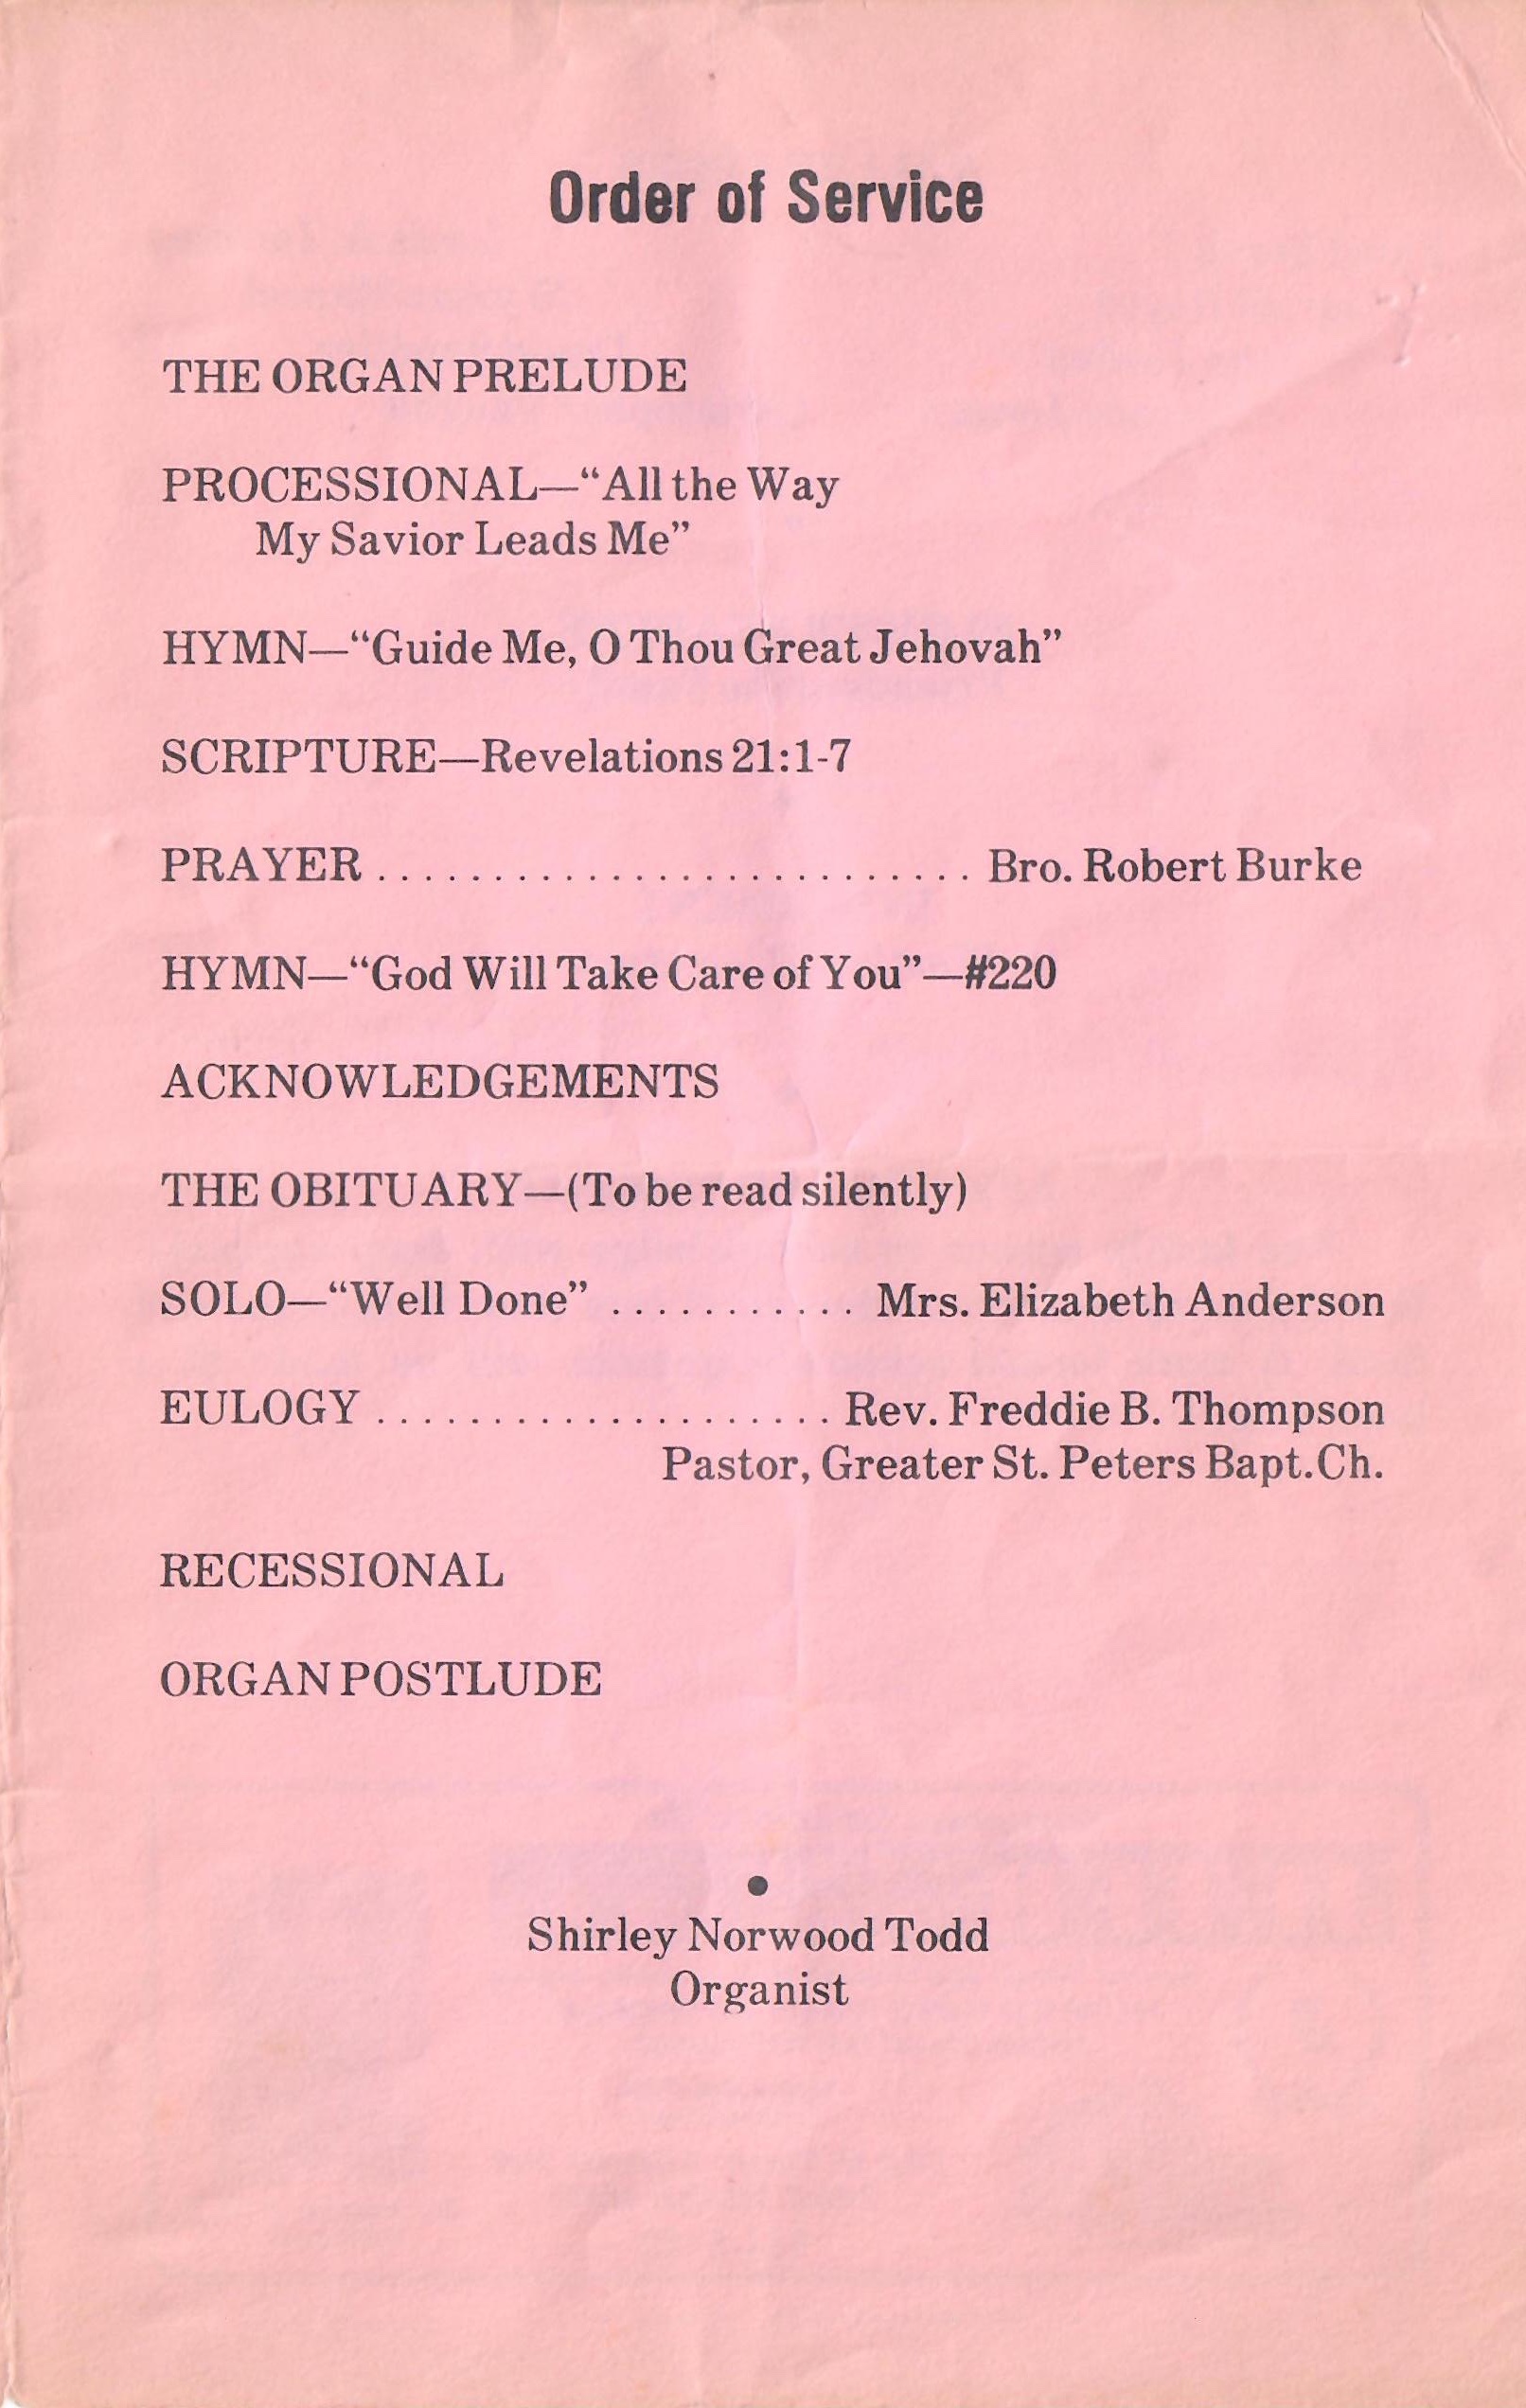 Order of Service
THE ORGAN PRELUDE
PROCESSIONAL—“All the Way
My Savior Leads Me”
HYMN—“Guide Me, O Thou Great Jehovah”
SCRIPTURE—Revelations 21:1-7
PRAYER .......................... Bro. Robert Burke
HYMN—“God Will Take Care of You”—#220
ACKNOWLEDGEMENTS
THE OBITUARY—(To be read silently)
SOLO—“Well Done” ........... Mrs. Elizabeth Anderson
EULOGY .................... Rev. Freddie B. Thompson
Pastor, Greater St. Peters Bapt. Ch.
RECESSIONAL
ORGAN POSTLUDE
●
Shirley Norwood Todd
Organist